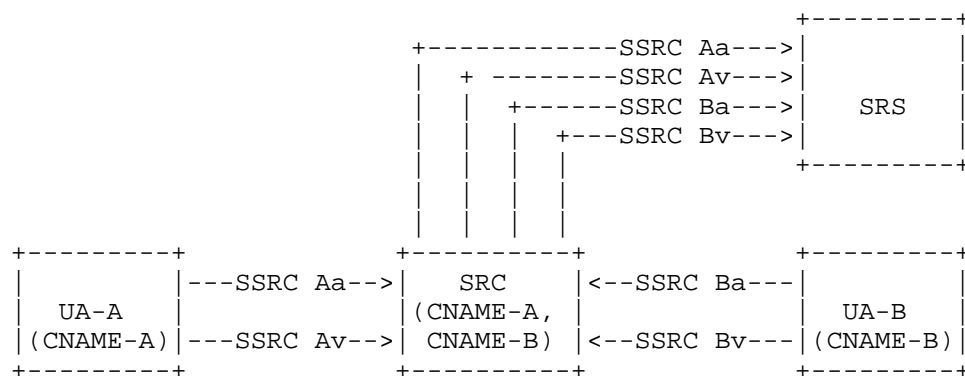 +---------+
+------------SSRC Aa--->|         |
|   + --------SSRC Av--->|         |
|   |   +------SSRC Ba--->|   SRS   |
|   |   |   +---SSRC Bv--->|         |
|   |   |   |   +---------+
|   |   |   |
|   |   |   |
+---------+   +----------+   +---------+
|         |---SSRC Aa-->|   SRC    |<--SSRC Ba---|         |
|   UA-A  |   |(CNAME-A, |   |   UA-B  |
|(CNAME-A)|---SSRC Av-->| CNAME-B) |<--SSRC Bv---|(CNAME-B)|
+---------+   +----------+   +---------+